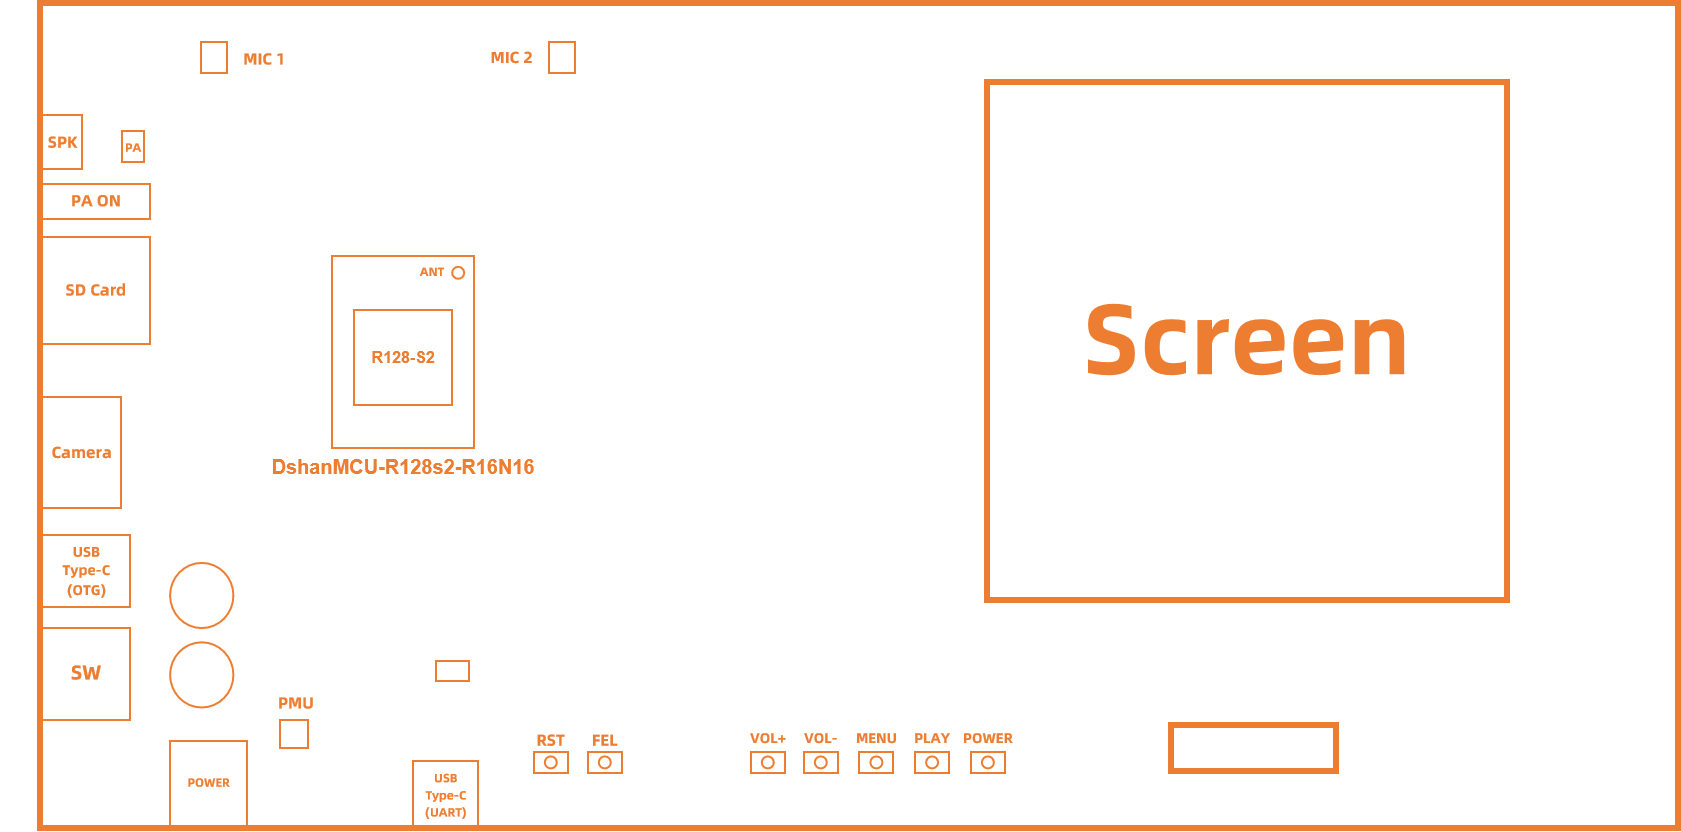 MIC 1
MIC 2
SPK
PA
PA ON
SD Card
ANT
R128-S2
DshanMCU-R128s2-R16N16
Screen
Camera
USB
Type-C
(OTG)
SW
PMU
POWER
USB
Type-C
(UART)
RST
FEL
VOL+
VOL-
MENU
PLAY
POWER